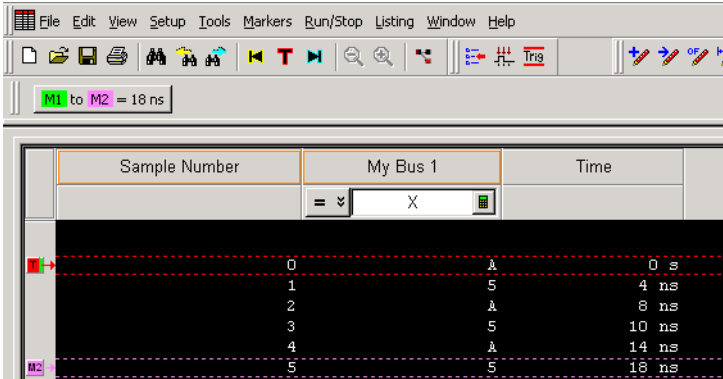 File Edit View Setup Tools Markers Run/Stop Listing Window Help
T Trig OF
M1 to M2 = 18 ns
Sample Number My Bus 1 Time
= X
T 0 A 0 s
1 5 4 ns
2 A 8 ns
3 5 10 ns
4 A 14 ns
M2 5 5 18 ns